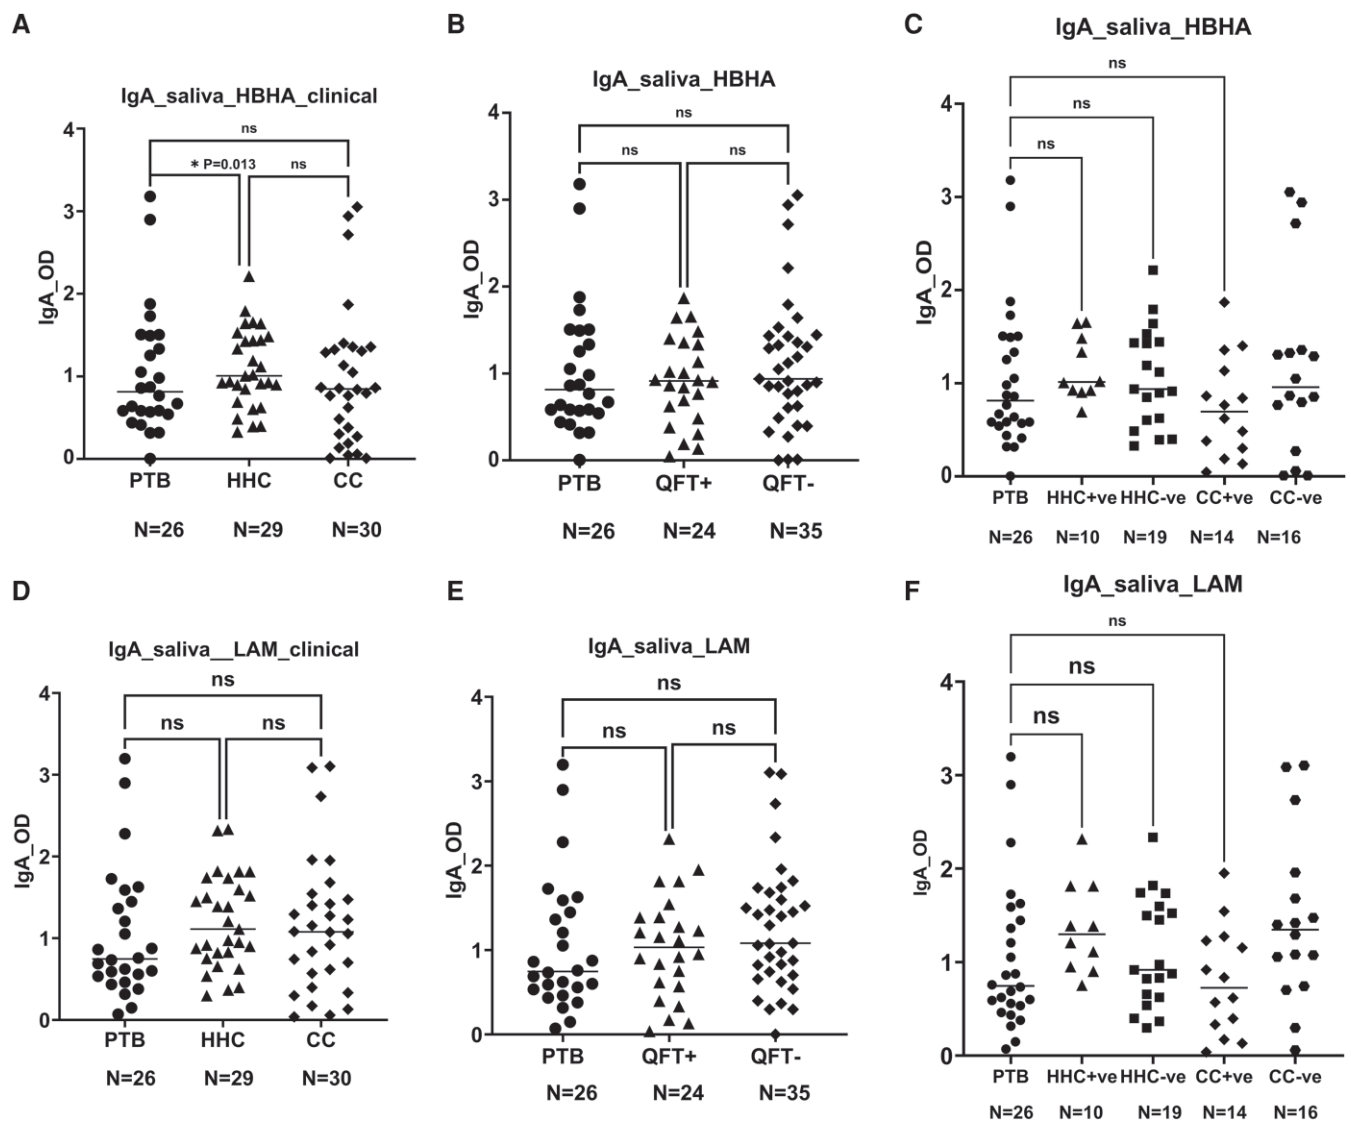 A
IgA_saliva_HBHA_clinical
ns
* P=0.013
ns
4
3
2
1
0
IgA_OD
PTB HHC CC
N=26 N=29 N=30
B
IgA_saliva_HBHA
ns
ns ns
4
3
2
1
0
IgA_OD
PTB QFT+ QFT-
N=26 N=24 N=35
C
IgA_saliva_HBHA
ns
ns
ns
4
3
2
1
0
IgA_OD
PTB HHC+ve HHC-ve CC+ve CC-ve
N=26 N=10 N=19 N=14 N=16
D
IgA_saliva__LAM_clinical
ns
ns ns
4
3
2
1
0
IgA_OD
PTB HHC CC
N=26 N=29 N=30
E
IgA_saliva_LAM
ns
ns ns
4
3
2
1
0
IgA_OD
PTB QFT+ QFT-
N=26 N=24 N=35
F
IgA_saliva_LAM
ns
ns
ns
4
3
2
1
0
IgA_OD
PTB HHC+ve HHC-ve CC+ve CC-ve
N=26 N=10 N=19 N=14 N=16